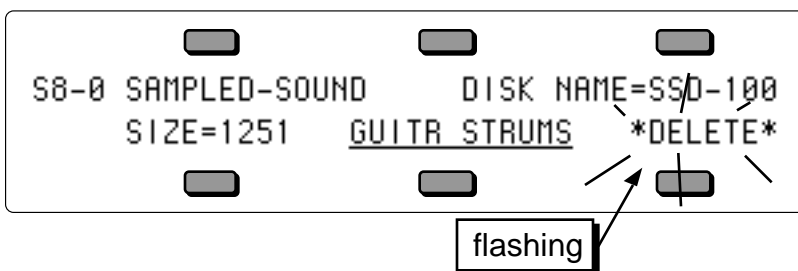 S8-0 SAMPLED-SOUND DISK NAME=SSD-100
SIZE=1251 GUITR STRUMS *DELETE*
flashing